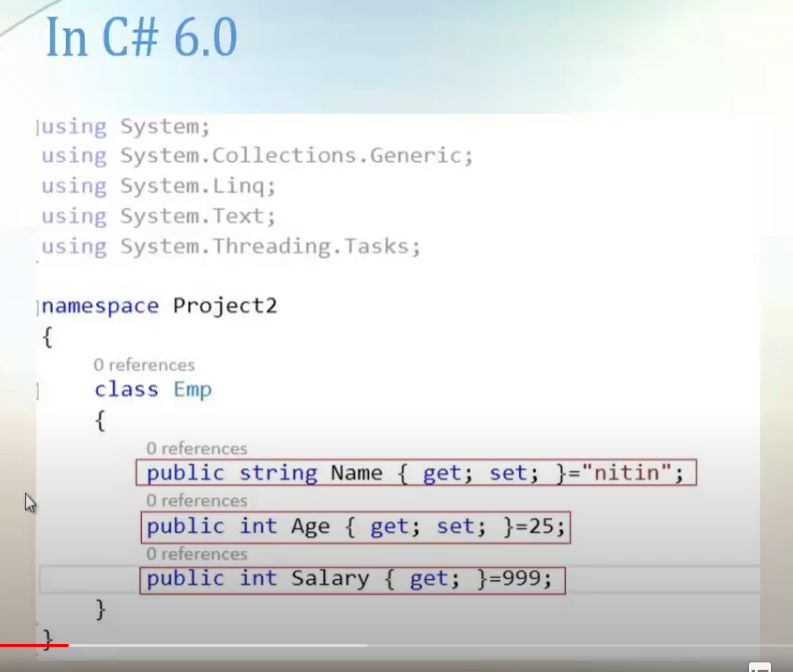 In C# 6.0
using System;
using System.Collections.Generic;
using System.Linq;
using System.Text;
using System.Threading.Tasks;
namespace Project2
{
0 references
class Emp
{
0 references
public string Name { get; set; }="nitin";
0 references
public int Age { get; set; }=25;
0 references
public int Salary { get; }=999;
}
}